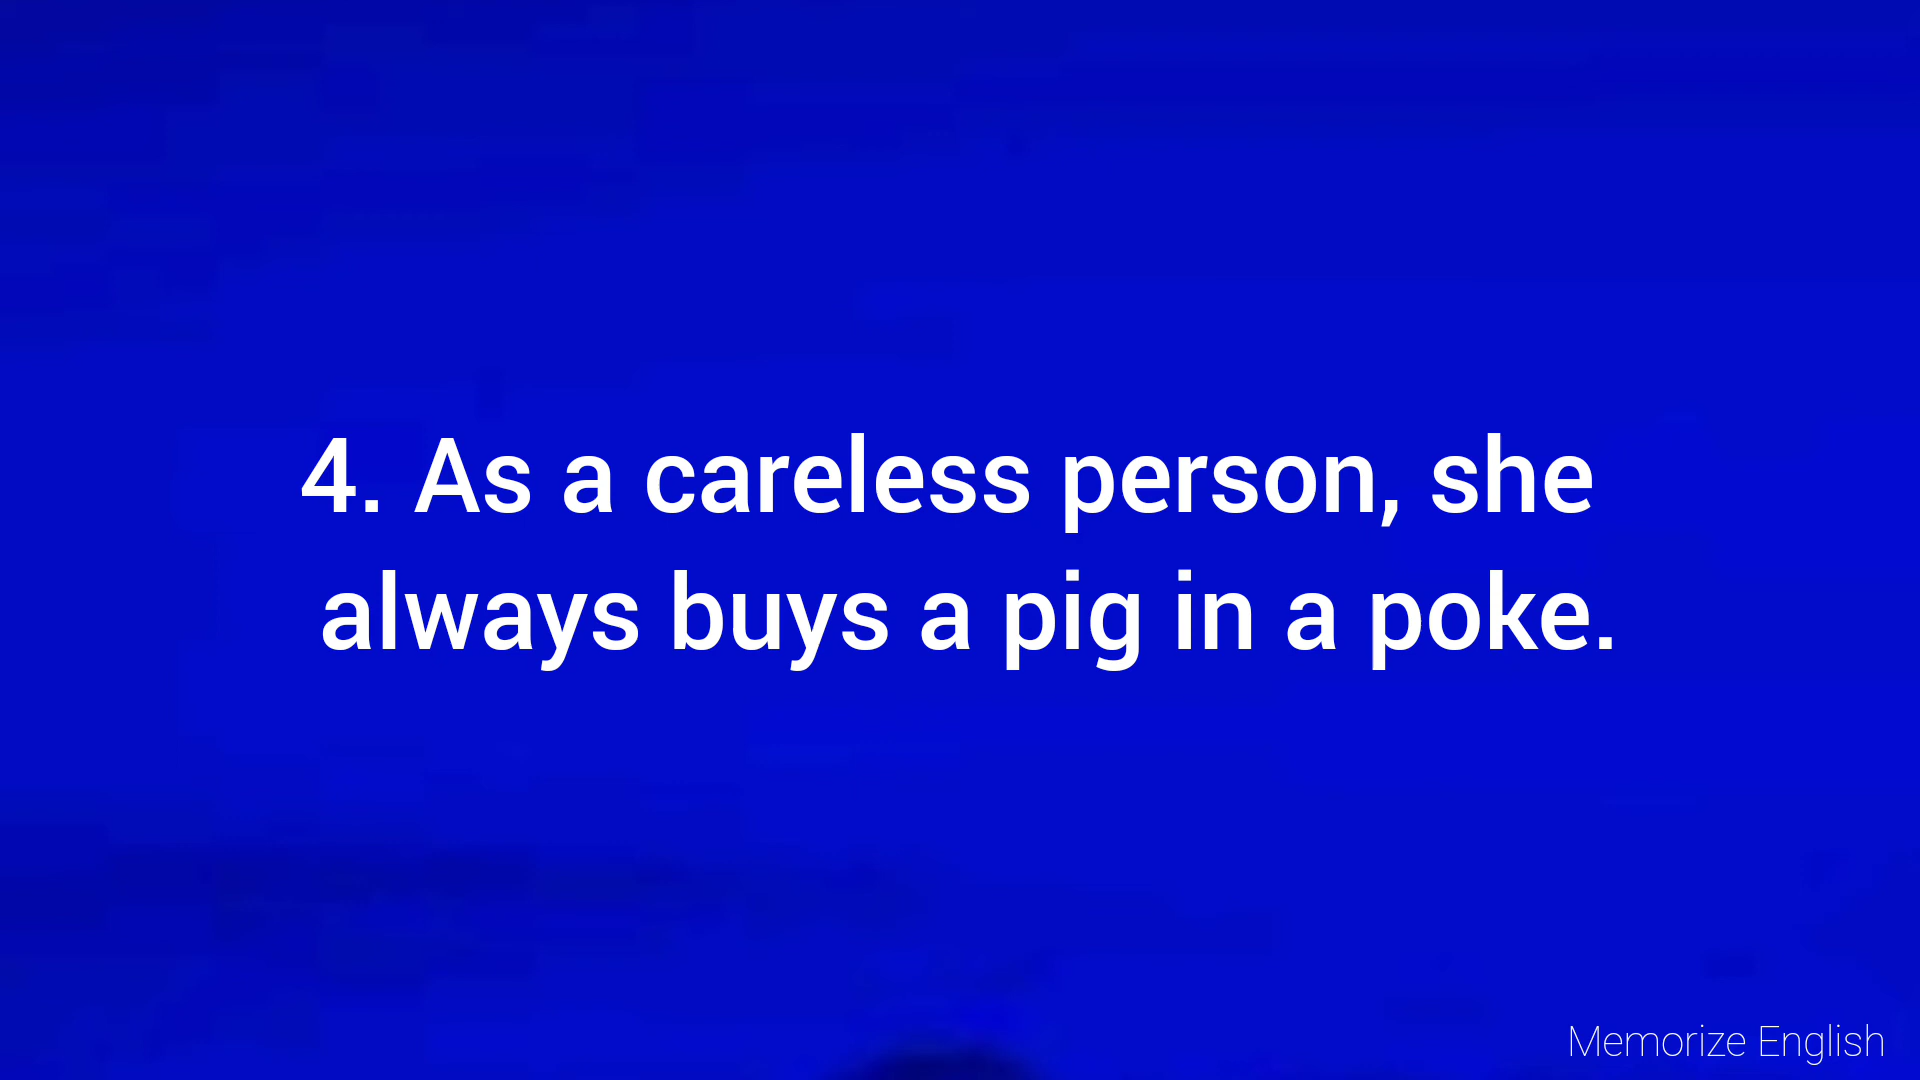 4. As a careless person, she
always buys a pig in a poke.
Memorize English